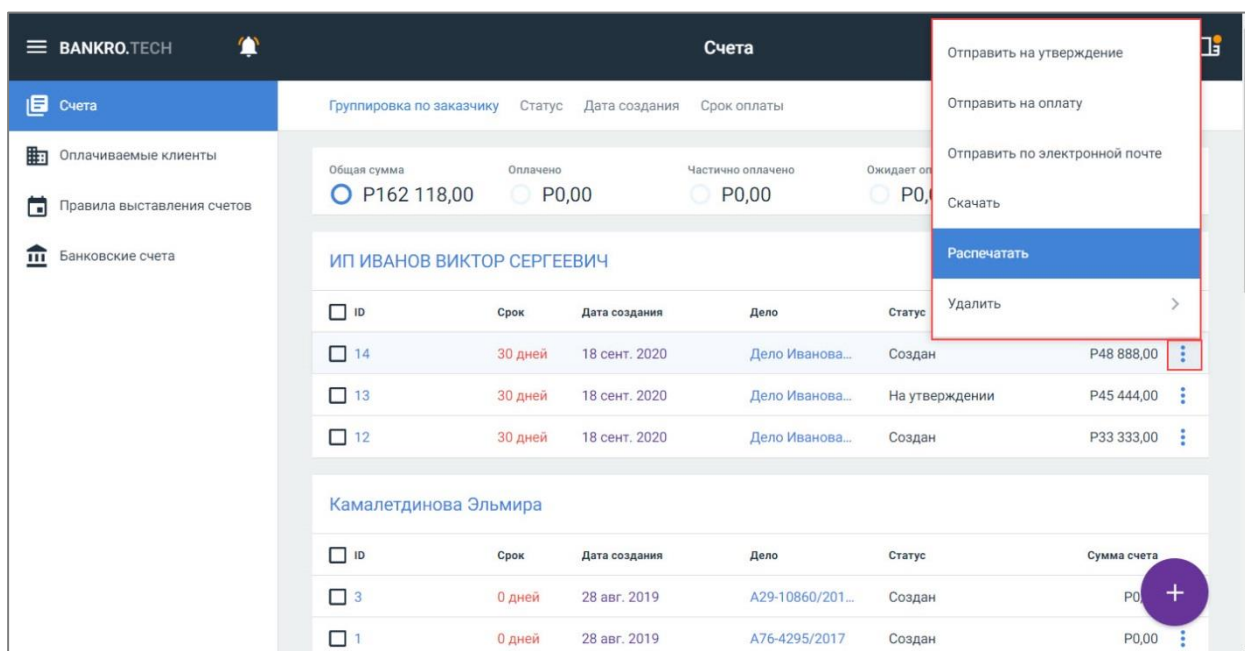 BANKRO.TECH
Счета
Счета
Оплачиваемые клиенты
Правила выставления счетов
Банковские счета
Группировка по заказчику Статус Дата создания Срок оплаты
Общая сумма Оплачено Частично оплачено Ожидает оп
P162 118,00 P0,00 P0,00 P0,
Отправить на утверждение
Отправить на оплату
Отправить по электронной почте
Скачать
Распечатать
Удалить
ИП ИВАНОВ ВИКТОР СЕРГЕЕВИЧ
ID Срок Дата создания Дело Статус
14 30 дней 18 сент. 2020 Дело Иванова... Создан P48 888,00
13 30 дней 18 сент. 2020 Дело Иванова... На утверждении P45 444,00
12 30 дней 18 сент. 2020 Дело Иванова... Создан P33 333,00
Камалетдинова Эльмира
ID Срок Дата создания Дело Статус Сумма счета
3 0 дней 28 авг. 2019 A29-10860/201... Создан P0,
1 0 дней 28 авг. 2019 A76-4295/2017 Создан P0,00